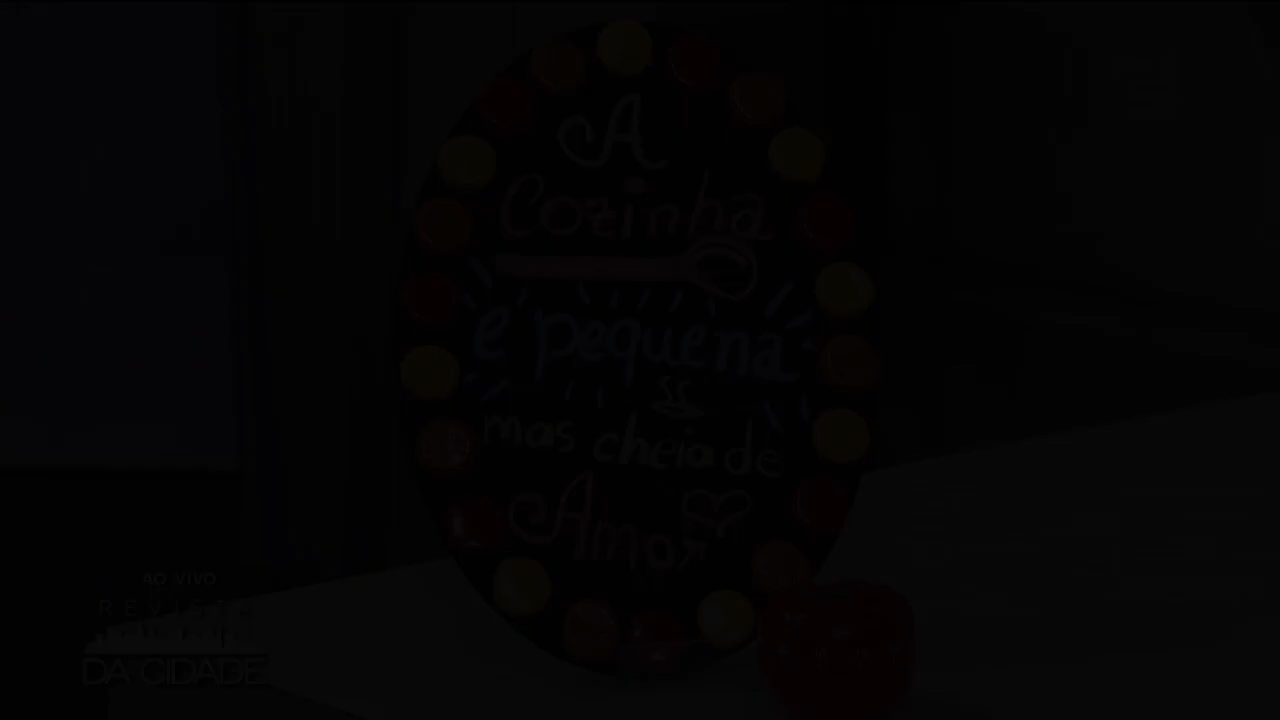 A
Cozinha
e pequena
mas cheia de
Amor
AO VIVO
REVISTA
DA CIDADE